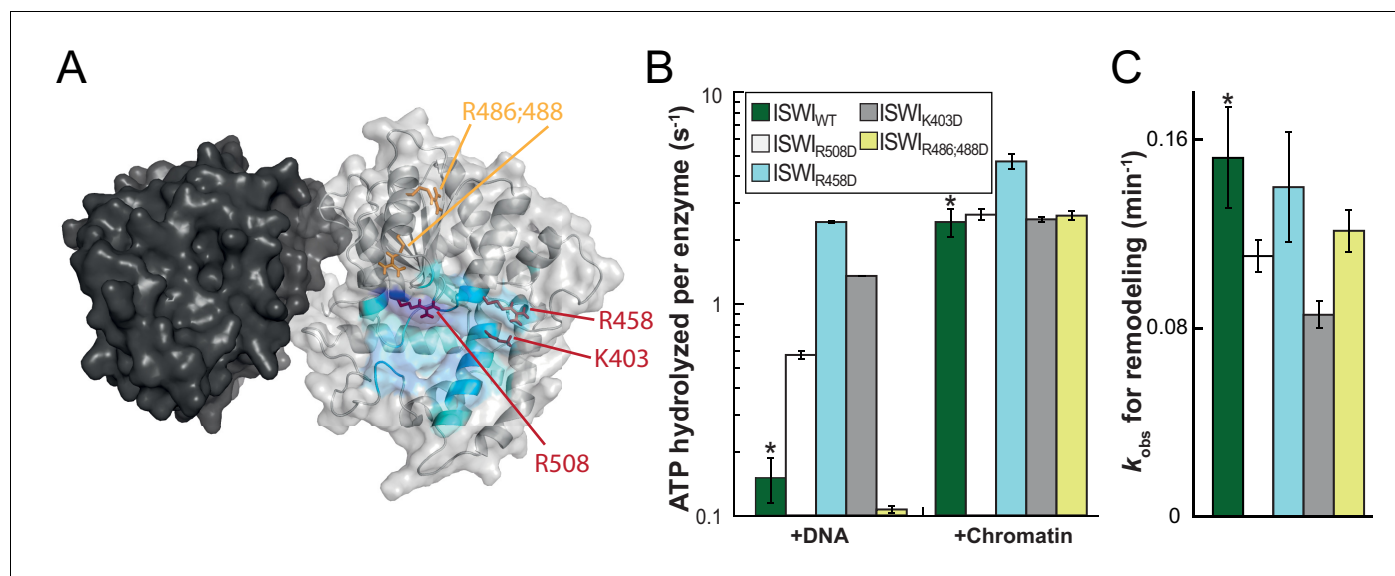 A
R486;488
R458
K403
R508
B
ATP hydrolyzed per enzyme (s⁻¹)
10
1
0.1
ISWI_WT
ISWI_R508D
ISWI_R458D
ISWI_K403D
ISWI_R486;488D
*
*
+DNA
+Chromatin
C
k_obs for remodeling (min⁻¹)
0.16
0.08
0
*